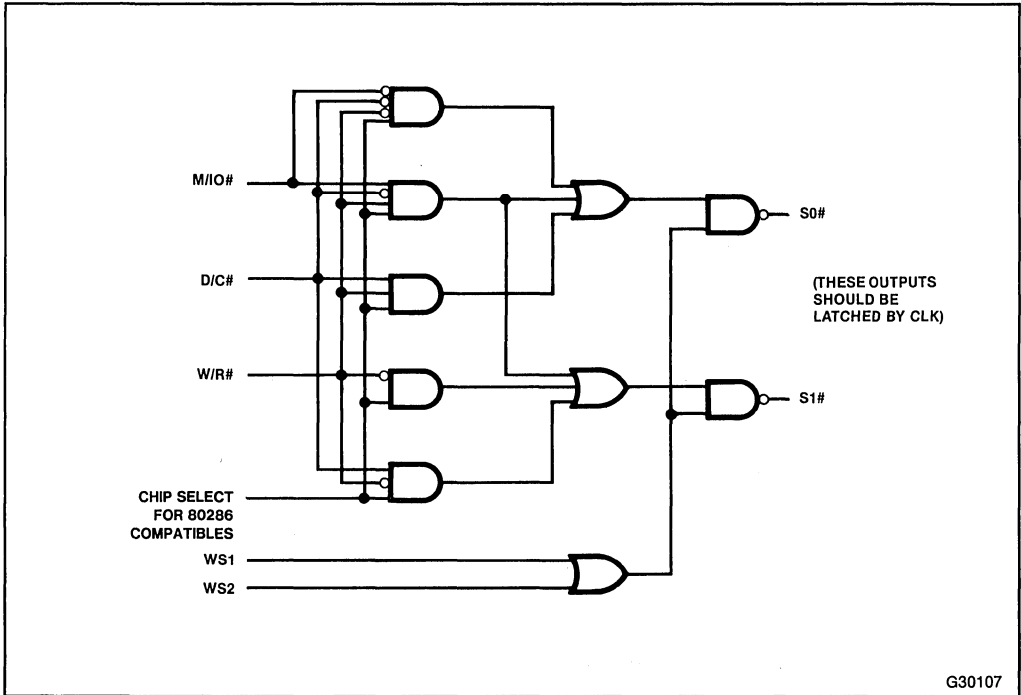 M/IO#
D/C#
W/R#
CHIP SELECT
FOR 80286
COMPATIBLES
WS1
WS2
S0#
(THESE OUTPUTS
SHOULD BE
LATCHED BY CLK)
S1#
G30107